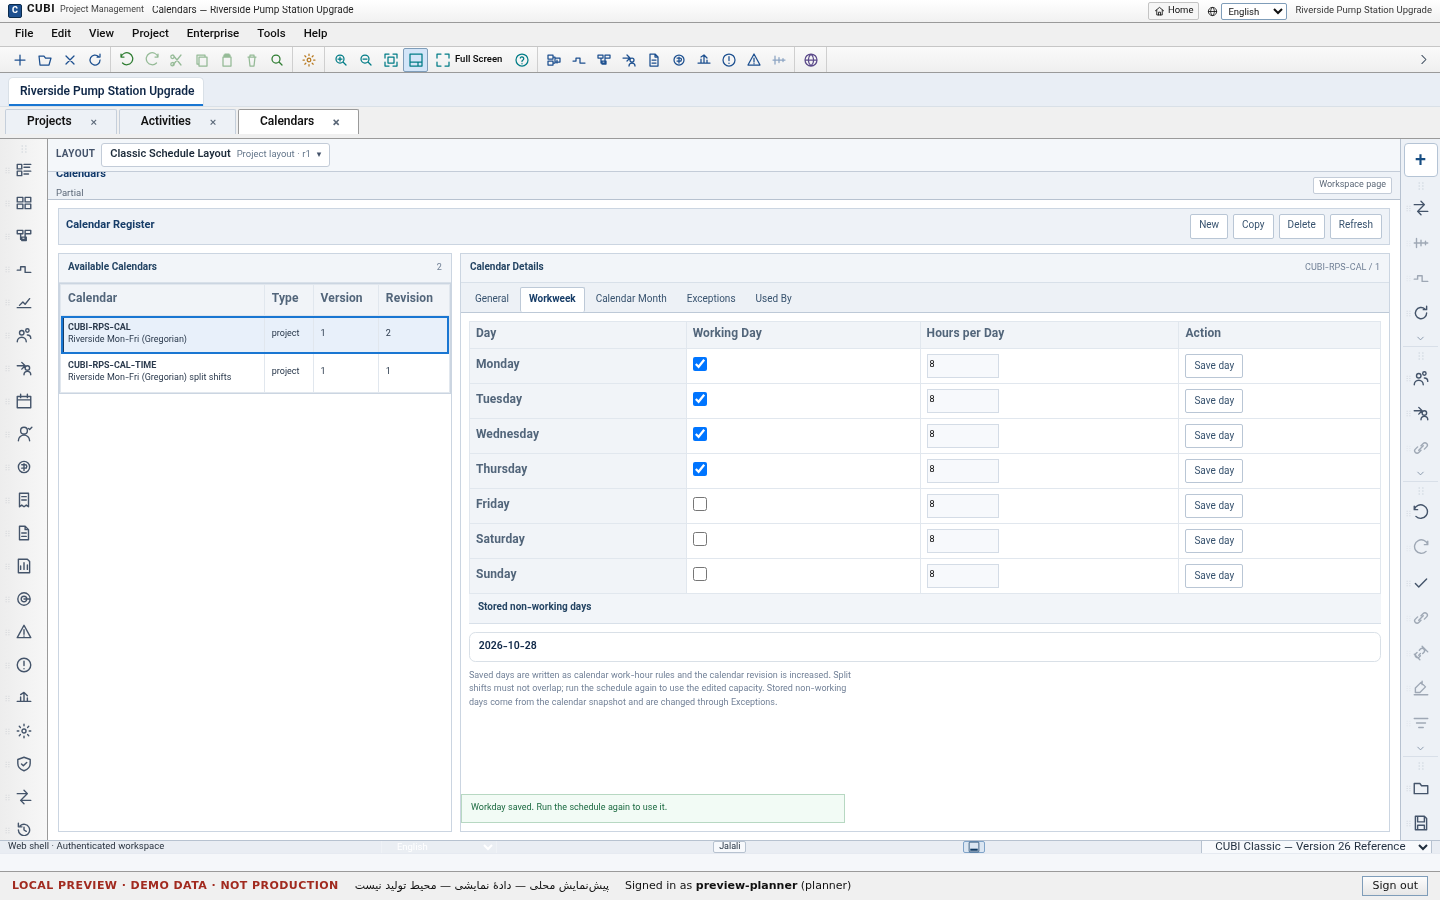 C CUBI Project Management Calendars — Riverside Pump Station Upgrade Home English Riverside Pump Station Upgrade
File Edit View Project Enterprise Tools Help
Full Screen
Riverside Pump Station Upgrade
Projects × Activities × Calendars ×
LAYOUT Classic Schedule Layout Project layout · r1
Calendars
Partial Workspace page
Calendar Register New Copy Delete Refresh
Available Calendars 2
Calendar Type Version Revision
CUBI-RPS-CAL project 1 2
Riverside Mon-Fri (Gregorian)
CUBI-RPS-CAL-TIME project 1 1
Riverside Mon-Fri (Gregorian) split shifts
Calendar Details CUBI-RPS-CAL / 1
General Workweek Calendar Month Exceptions Used By
Day Working Day Hours per Day Action
Monday 8 Save day
Tuesday 8 Save day
Wednesday 8 Save day
Thursday 8 Save day
Friday 8 Save day
Saturday 8 Save day
Sunday 8 Save day
Stored non-working days
2026-10-28
Saved days are written as calendar work-hour rules and the calendar revision is increased. Split
shifts must not overlap; run the schedule again to use the edited capacity. Stored non-working
days come from the calendar snapshot and are changed through Exceptions.
Workday saved. Run the schedule again to use it.
Web shell · Authenticated workspace English Jalali CUBI Classic — Version 26 Reference
LOCAL PREVIEW · DEMO DATA · NOT PRODUCTION پیش‌نمایش محلی — دادهٔ نمایشی — محیط تولید نیست Signed in as preview-planner (planner) Sign out